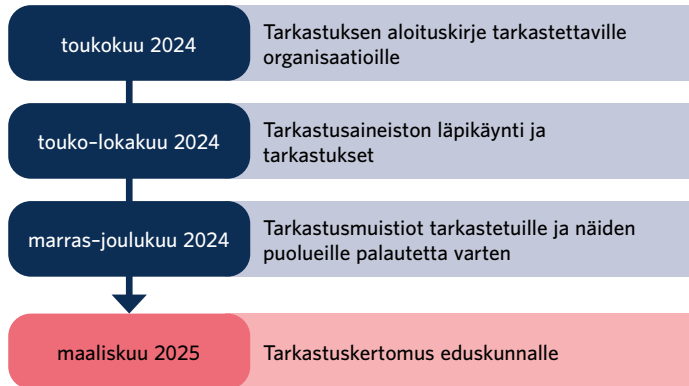 toukokuu 2024
Tarkastuksen aloituskirje tarkastettaville
organisaatioille
touko–lokakuu 2024
Tarkastusaineiston läpikäynti ja
tarkastukset
marras–joulukuu 2024
Tarkastusmuistiot tarkastetuille ja näiden
puolueille palautetta varten
maaliskuu 2025
Tarkastuskertomus eduskunnalle